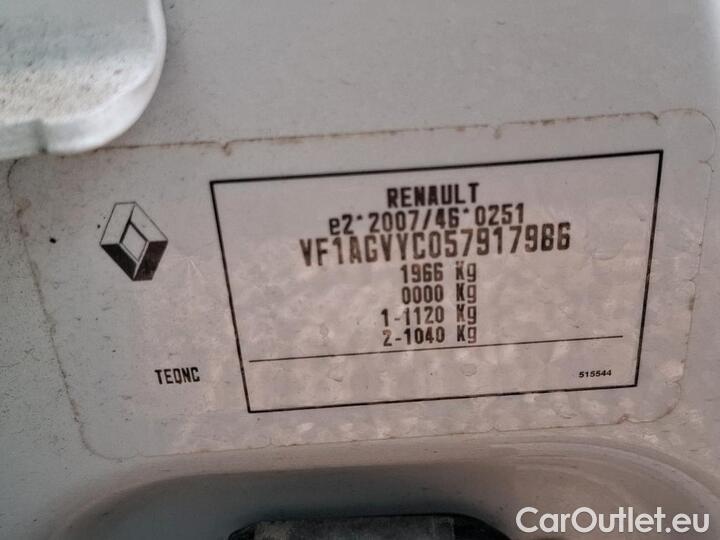 RENAULT
e2*2007/46*0251
VF1AGVYC057917986
1966 Kg
0000 Kg
1-1120 Kg
2-1040 Kg
TEQNC
515544
CarOutlet.eu